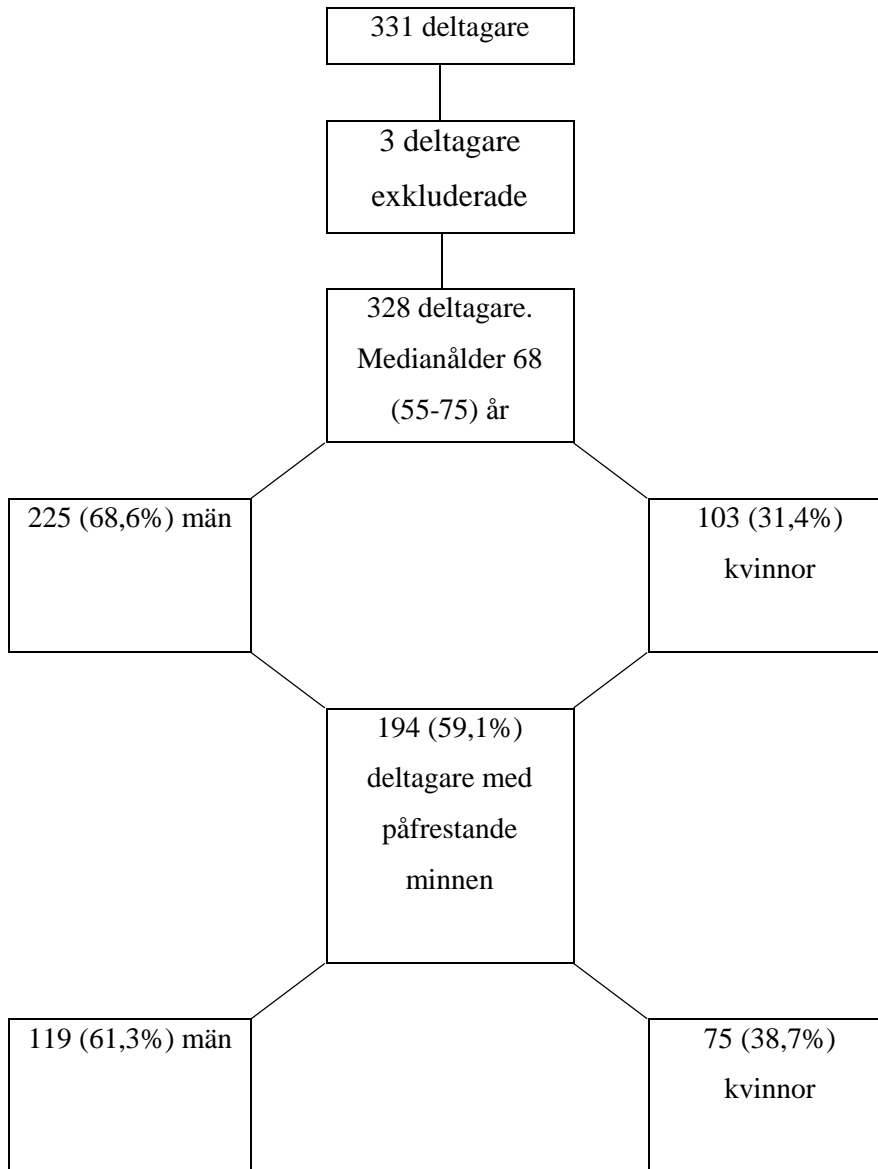 331 deltagare
3 deltagare
exkluderade
328 deltagare.
Medianålder 68
(55-75) år
225 (68,6%) män
103 (31,4%)
kvinnor
194 (59,1%)
deltagare med
påfrestande
minnen
119 (61,3%) män
75 (38,7%)
kvinnor